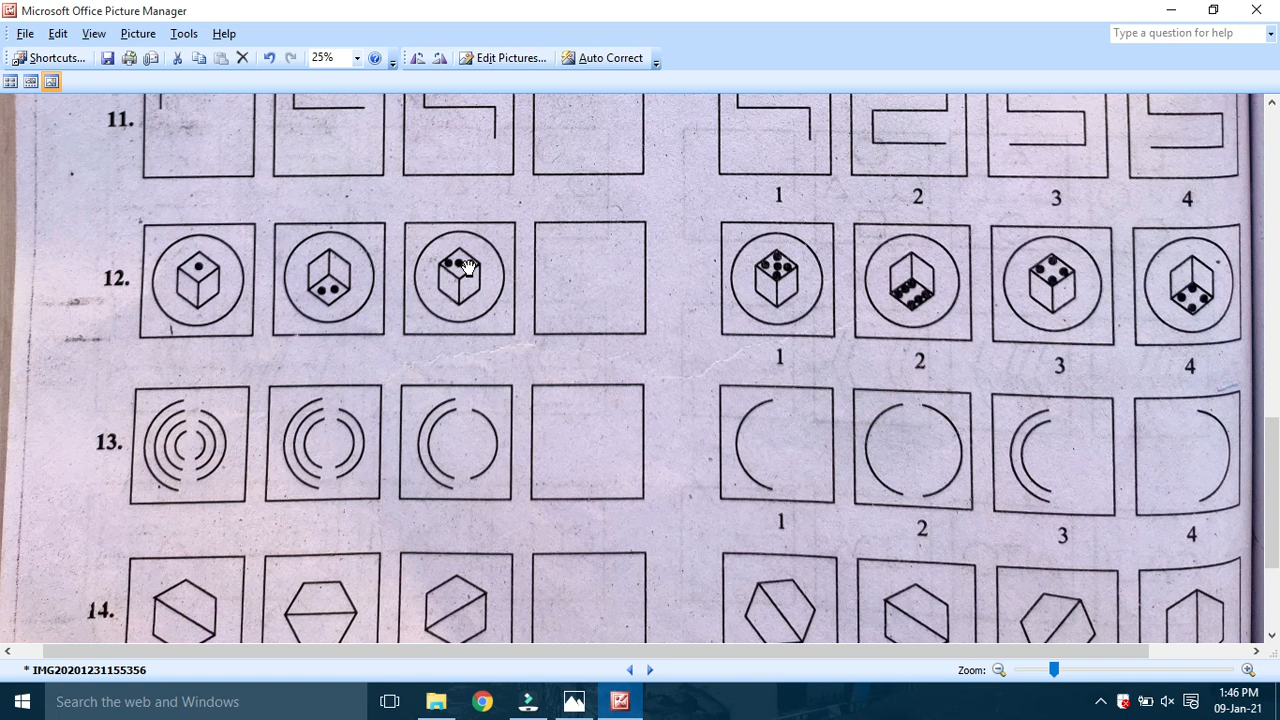 Microsoft Office Picture Manager
File Edit View Picture Tools Help
Type a question for help
Shortcuts... 25% Edit Pictures... Auto Correct
11.
1 2 3 4
12.
1 2 3 4
13.
1 2 3 4
14.
* IMG20201231155356
Zoom:
Search the web and Windows
1:46 PM
09-Jan-21